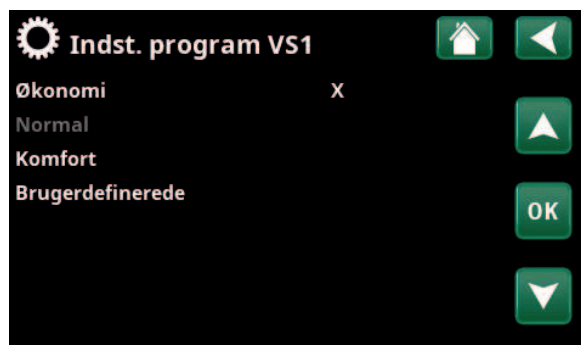 Indst. program VS1
Økonomi X
Normal
Komfort
Brugerdefinerede
OK